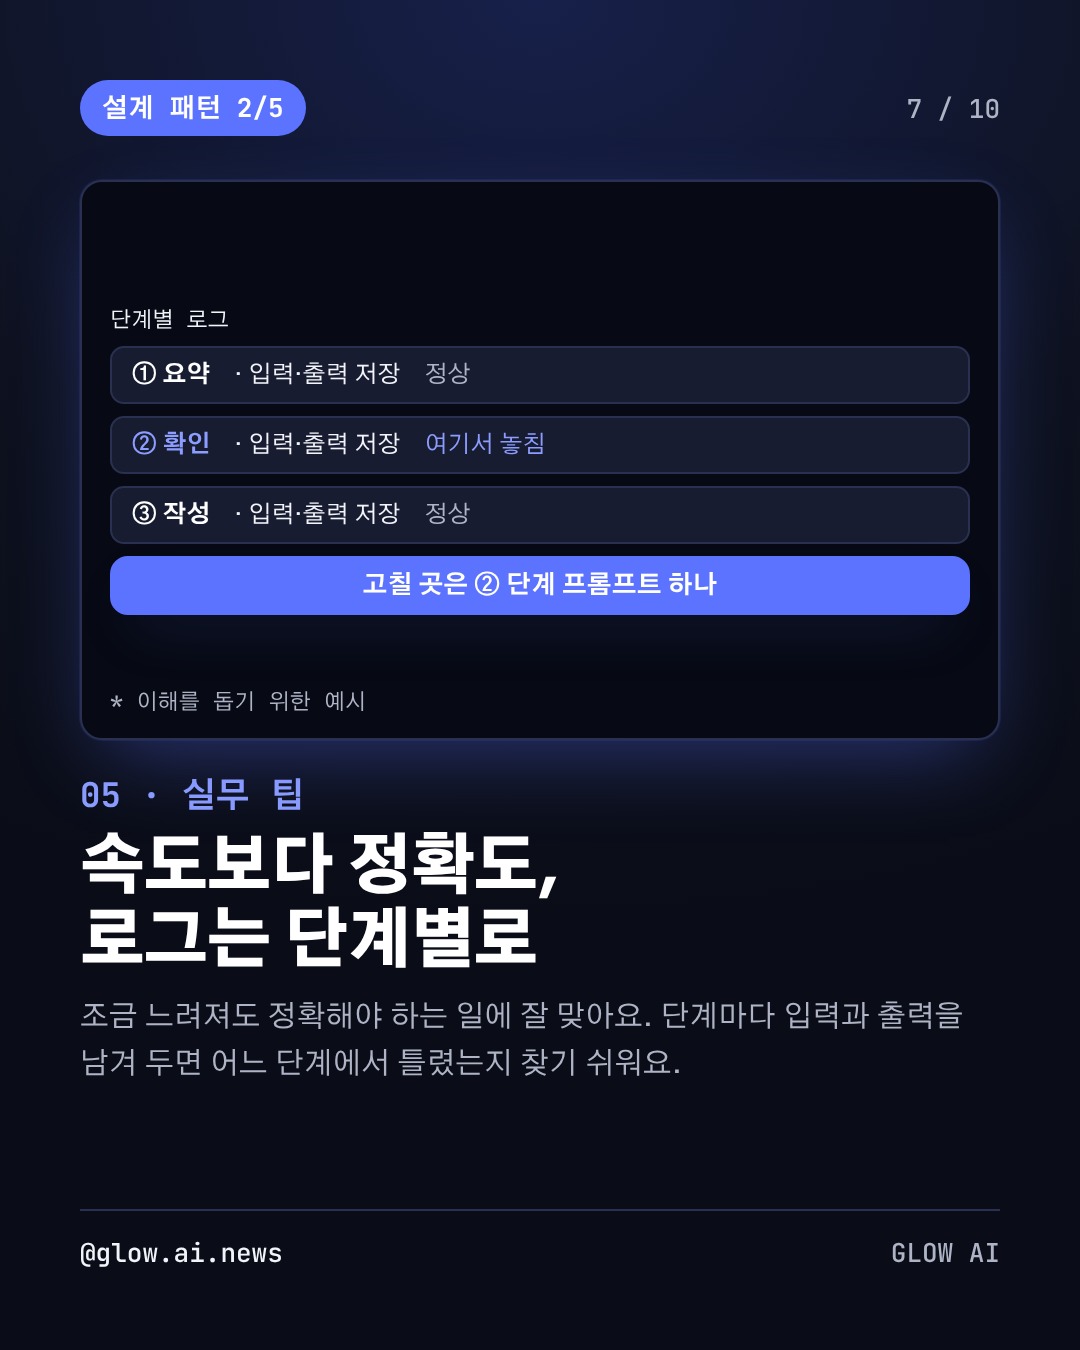 설계 패턴 2/5
7 / 10
단계별 로그
① 요약 · 입력·출력 저장 정상
② 확인 · 입력·출력 저장 여기서 놓침
③ 작성 · 입력·출력 저장 정상
고칠 곳은 ② 단계 프롬프트 하나
* 이해를 돕기 위한 예시
05 · 실무 팁
속도보다 정확도,
로그는 단계별로
조금 느려져도 정확해야 하는 일에 잘 맞아요. 단계마다 입력과 출력을
남겨 두면 어느 단계에서 틀렸는지 찾기 쉬워요.
@glow.ai.news
GLOW AI